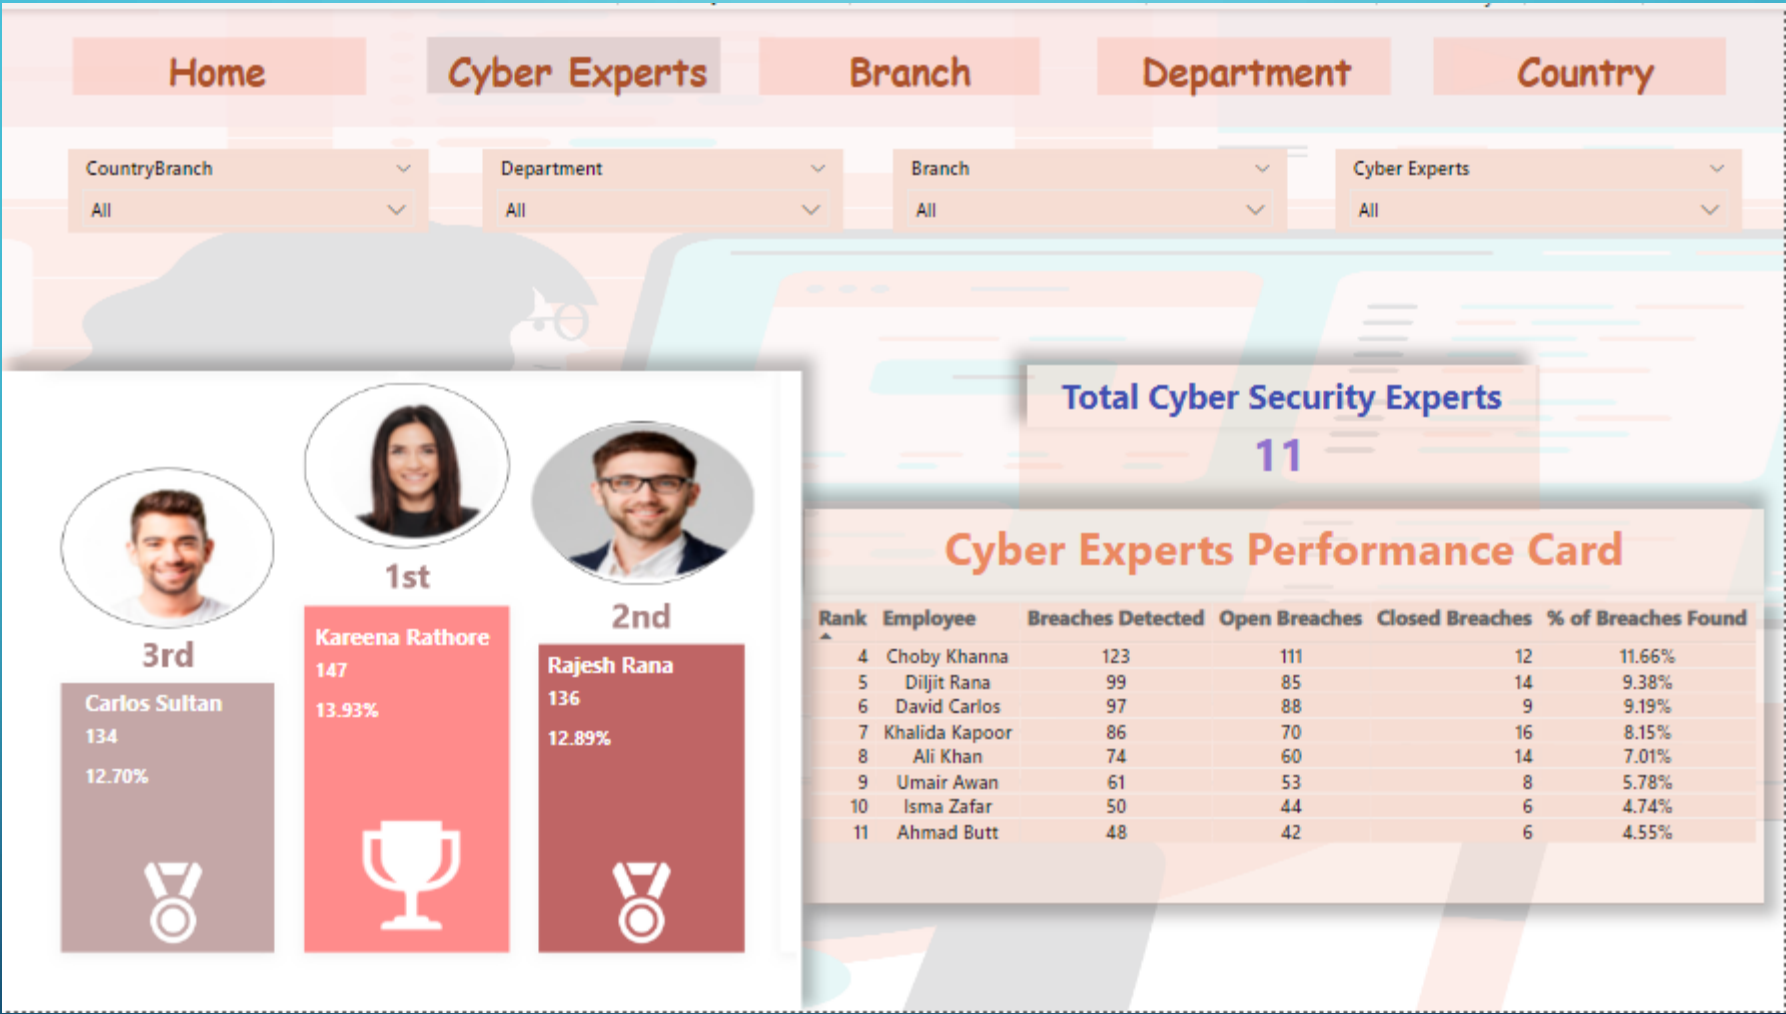 Home Cyber Experts Branch Department Country
CountryBranch Department Branch Cyber Experts
All All All All
Total Cyber Security Experts
11
1st
Kareena Rathore
147
13.93%
2nd
Rajesh Rana
136
12.89%
3rd
Carlos Sultan
134
12.70%
Cyber Experts Performance Card
Rank Employee Breaches Detected Open Breaches Closed Breaches % of Breaches Found
4 Choby Khanna 123 111 12 11.66%
5 Diljit Rana 99 85 14 9.38%
6 David Carlos 97 88 9 9.19%
7 Khalida Kapoor 86 70 16 8.15%
8 Ali Khan 74 60 14 7.01%
9 Umair Awan 61 53 8 5.78%
10 Isma Zafar 50 44 6 4.74%
11 Ahmad Butt 48 42 6 4.55%